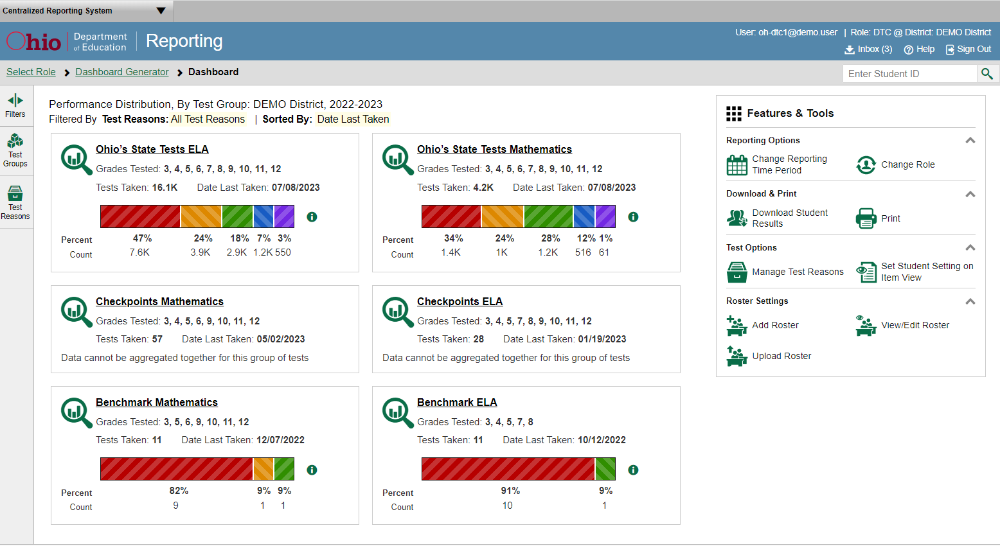 Centralized Reporting System
Ohio Department of Education Reporting
User: oh-dtc1@demo.user | Role: DTC @ District: DEMO District
Inbox (3) Help Sign Out
Select Role Dashboard Generator Dashboard
Enter Student ID
Filters
Test Groups
Test Reasons
Performance Distribution, By Test Group: DEMO District, 2022-2023
Filtered By Test Reasons: All Test Reasons | Sorted By: Date Last Taken
Ohio’s State Tests ELA
Grades Tested: 3, 4, 5, 6, 7, 8, 9, 10, 11, 12
Tests Taken: 16.1K Date Last Taken: 07/08/2023
Percent 47% 24% 18% 7% 3%
Count 7.6K 3.9K 2.9K 1.2K 550
Ohio’s State Tests Mathematics
Grades Tested: 3, 4, 5, 6, 7, 8, 9, 10, 11, 12
Tests Taken: 4.2K Date Last Taken: 07/08/2023
Percent 34% 24% 28% 12% 1%
Count 1.4K 1K 1.2K 516 61
Checkpoints Mathematics
Grades Tested: 3, 4, 5, 6, 9, 10, 11, 12
Tests Taken: 57 Date Last Taken: 05/02/2023
Data cannot be aggregated together for this group of tests
Checkpoints ELA
Grades Tested: 3, 4, 5, 7, 8, 9, 10, 11, 12
Tests Taken: 28 Date Last Taken: 01/19/2023
Data cannot be aggregated together for this group of tests
Benchmark Mathematics
Grades Tested: 3, 5, 6, 9, 10, 11, 12
Tests Taken: 11 Date Last Taken: 12/07/2022
Percent 82% 9% 9%
Count 9 1 1
Benchmark ELA
Grades Tested: 3, 4, 5, 7, 8
Tests Taken: 11 Date Last Taken: 10/12/2022
Percent 91% 9%
Count 10 1
Features & Tools
Reporting Options
Change Reporting Time Period
Change Role
Download & Print
Download Student Results
Print
Test Options
Manage Test Reasons
Set Student Setting on Item View
Roster Settings
Add Roster
View/Edit Roster
Upload Roster